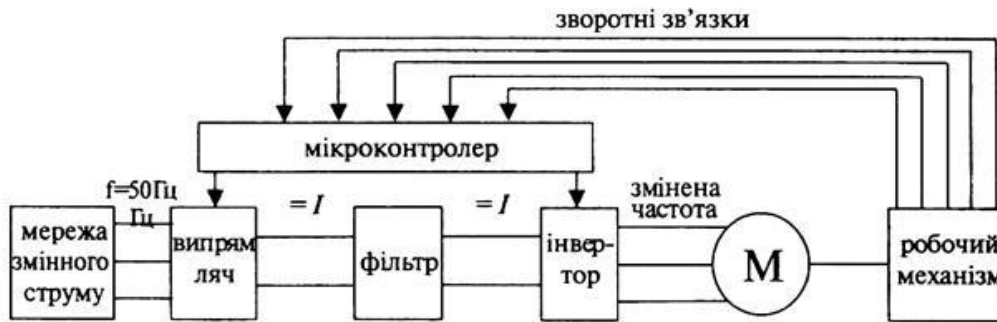 зворотні зв'язки
мікроконтролер
f=50Гц
Гц
= I
= I
змінена
частота
мережа
змінного
струму
випрям
ляч
фільтр
інвер-
тор
М
робочий
механізм